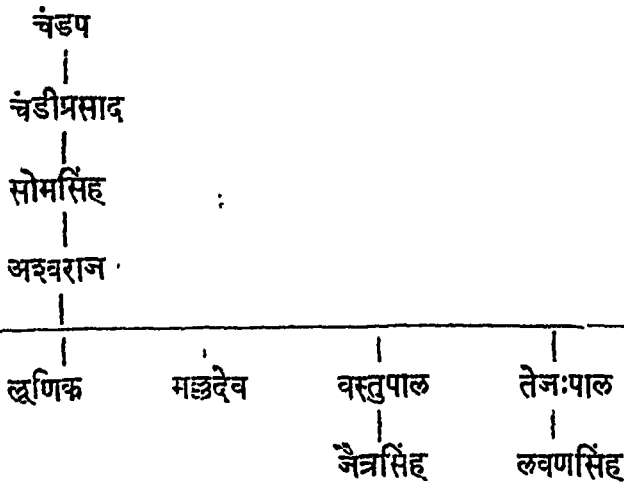 चंडप
चंडीप्रसाद
सोमसिंह
अश्वराज
लूणिक मल्लदेव वस्तुपाल तेजःपाल
जैत्रसिंह लवणसिंह